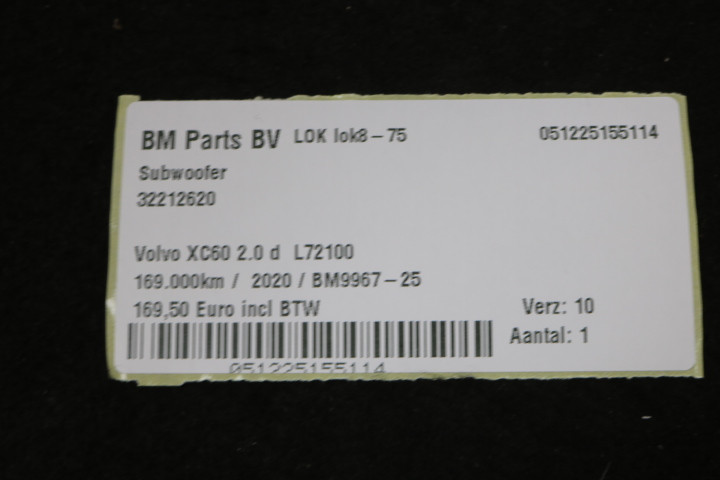 BM Parts BV LOK lok8-75 051225155114
Subwoofer
32212620
Volvo XC60 2.0 d L72100
169.000km / 2020 / BM9967-25
169,50 Euro incl BTW Verz: 10
Aantal: 1
051225155114